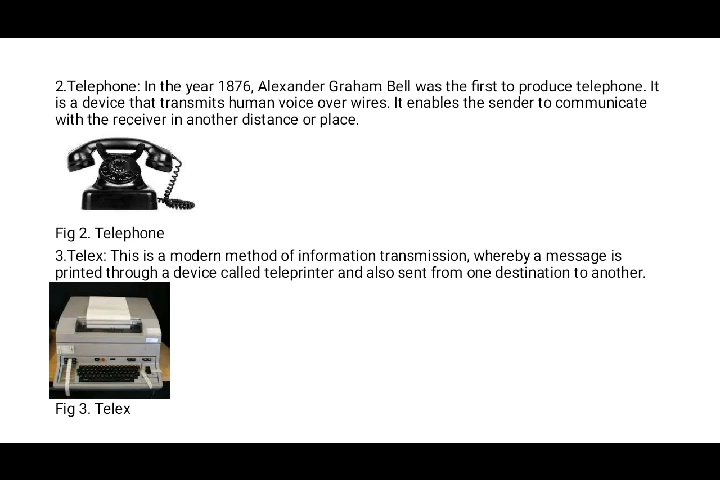 2.Telephone: In the year 1876, Alexander Graham Bell was the first to produce telephone. It
is a device that transmits human voice over wires. It enables the sender to communicate
with the receiver in another distance or place.
Fig 2. Telephone
3.Telex: This is a modern method of information transmission, whereby a message is
printed through a device called teleprinter and also sent from one destination to another.
Fig 3. Telex